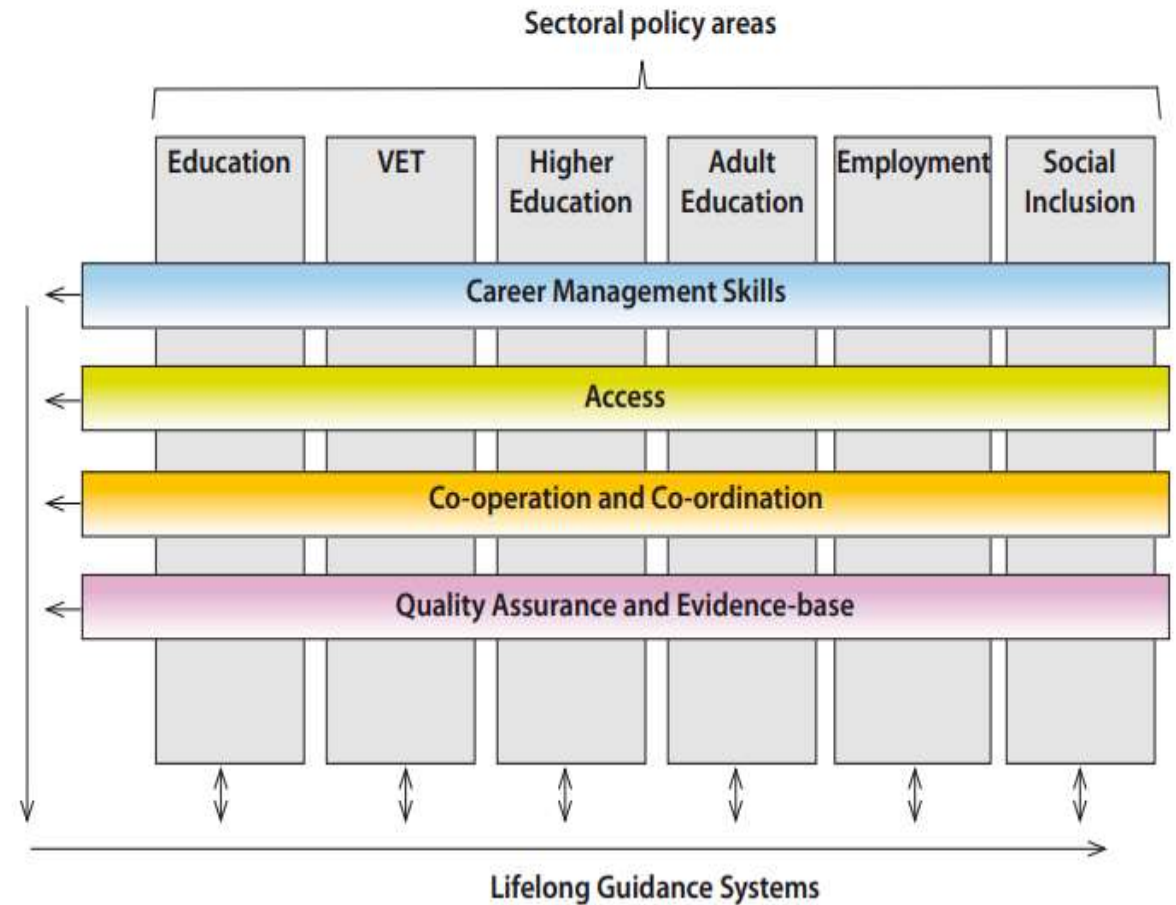 Sectoral policy areas
Education
VET
Higher
Education
Adult
Education
Employment
Social
Inclusion
Career Management Skills
Access
Co-operation and Co-ordination
Quality Assurance and Evidence-base
Lifelong Guidance Systems